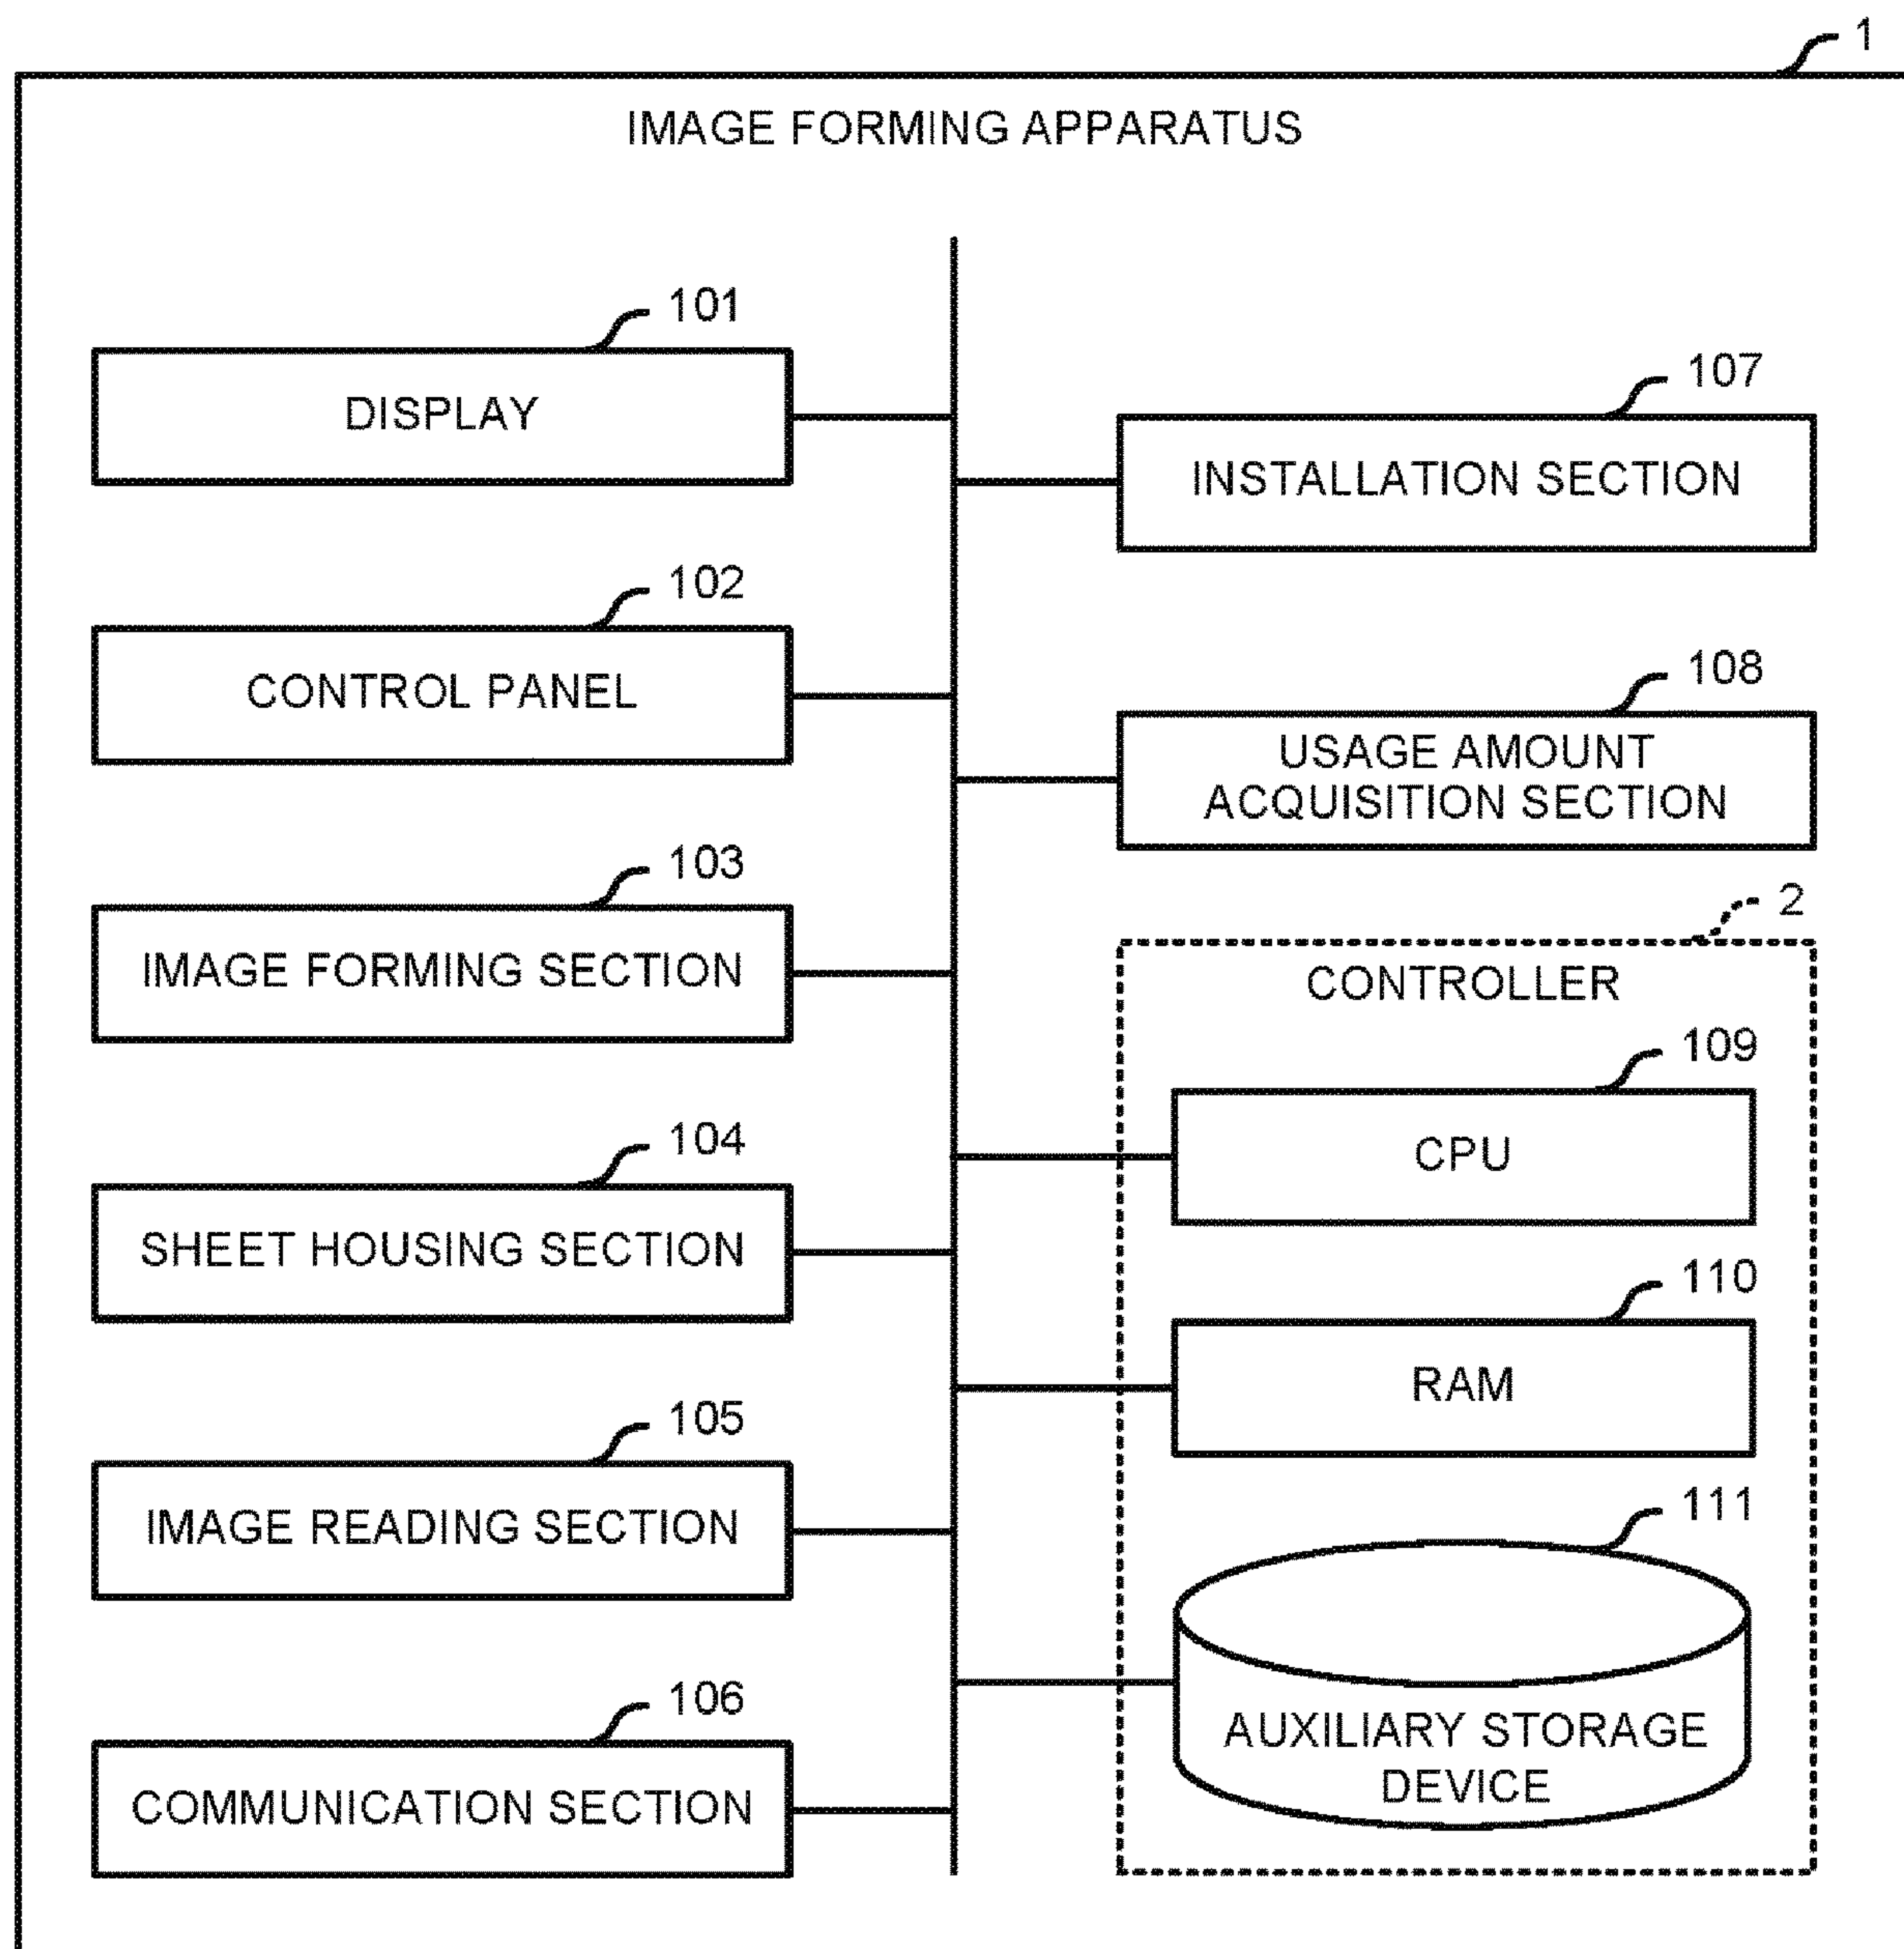 1
IMAGE FORMING APPARATUS
101
DISPLAY
102
CONTROL PANEL
103
IMAGE FORMING SECTION
104
SHEET HOUSING SECTION
105
IMAGE READING SECTION
106
COMMUNICATION SECTION
107
INSTALLATION SECTION
108
USAGE AMOUNT
ACQUISITION SECTION
2
CONTROLLER
109
CPU
110
RAM
111
AUXILIARY STORAGE
DEVICE